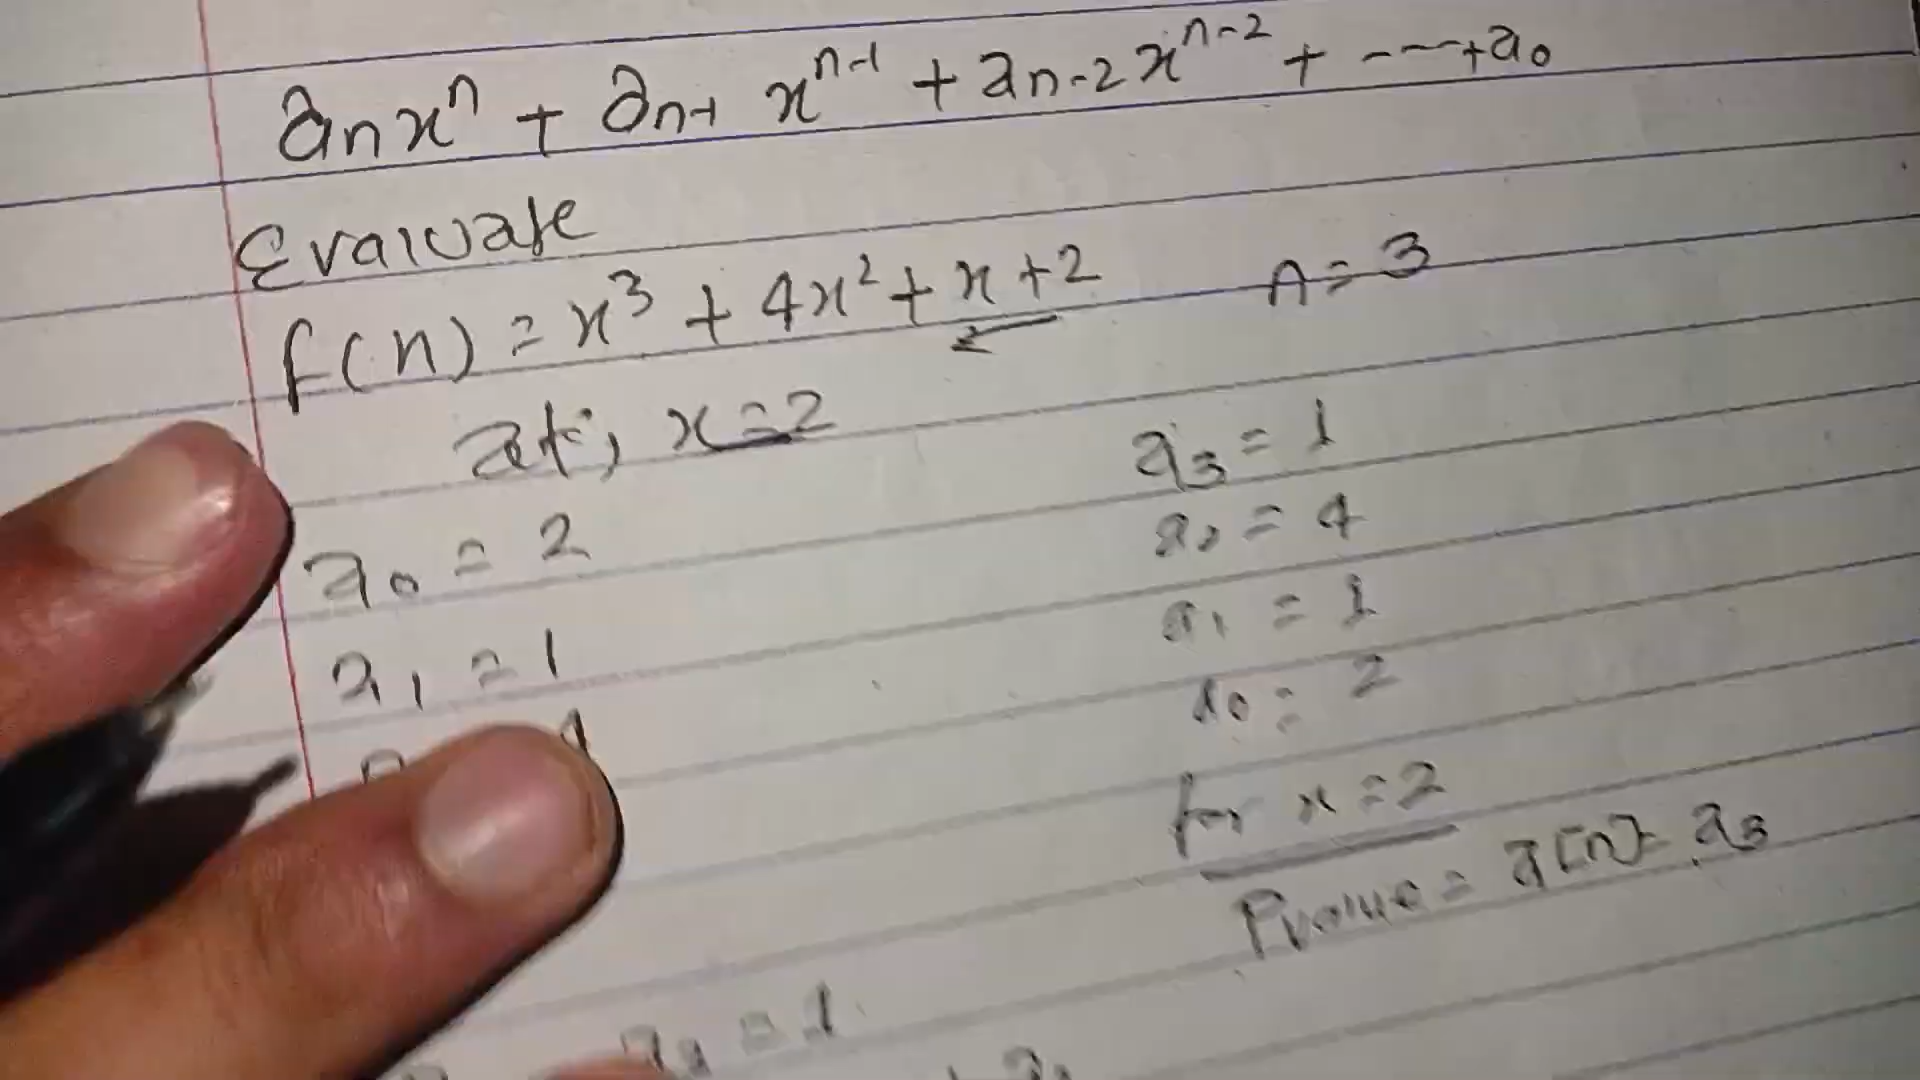 anxⁿ + an-1 xⁿ⁻¹ + an-2 xⁿ⁻² + ----+a0
Evaluate
f(n) = x³ + 4x² + x + 2
n = 3
at, x=2
a0 = 2
a1 = 1
a3 = 1
a2 = 4
a1 = 1
a0 = 2
for x = 2
Pvalue = a[n]= a3
= 1